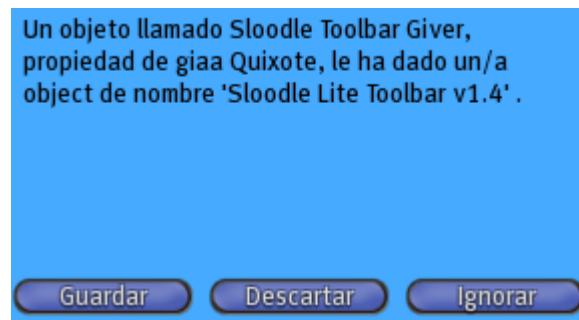 Un objeto llamado Sloodle Toolbar Giver,
propiedad de giaa Quixote, le ha dado un/a
object de nombre 'Sloodle Lite Toolbar v1.4' .
Guardar Descartar Ignorar